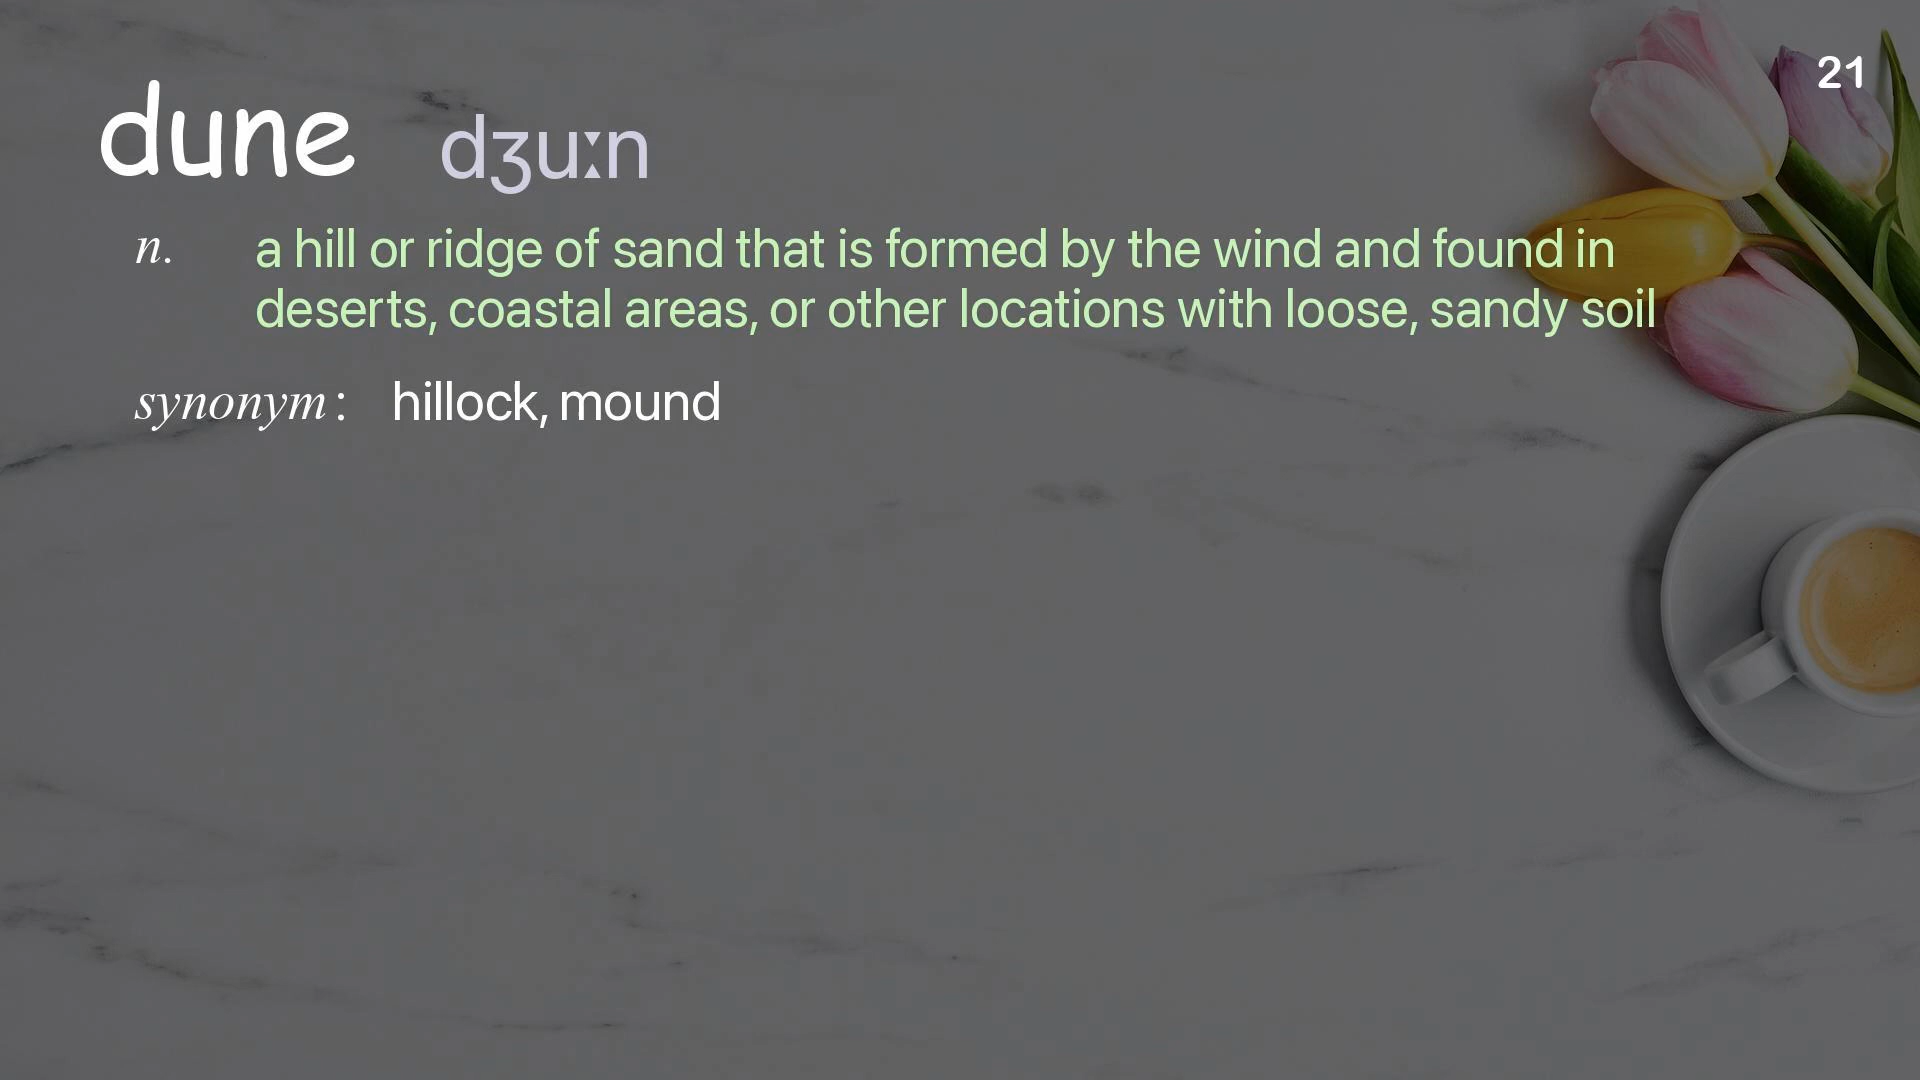 21
dune dʒuːn
n. a hill or ridge of sand that is formed by the wind and found in
deserts, coastal areas, or other locations with loose, sandy soil
synonym: hillock, mound